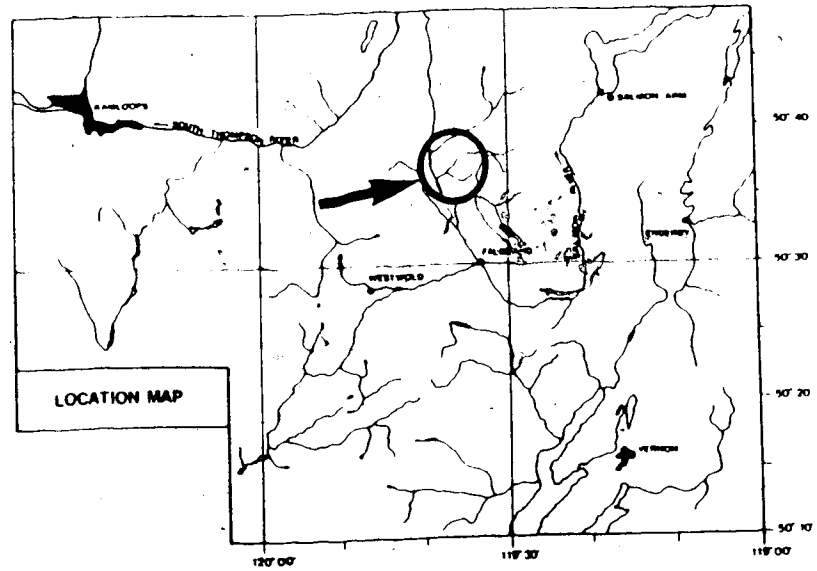 KAMLOOPS
SOUTH THOMPSON RIVER
SALMON ARM
50° 40
FALKLAND
ENDERBY
50° 30
WESTWOLD
LOCATION MAP
50° 20
VERNON
50° 10
120° 00'
119° 30
119° 00